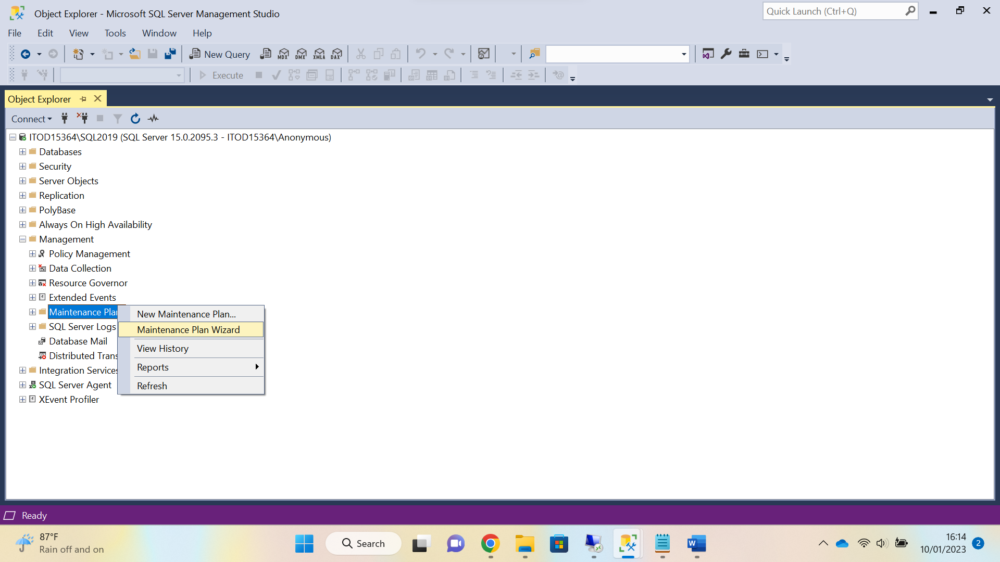 Object Explorer - Microsoft SQL Server Management Studio
Quick Launch (Ctrl+Q)
File Edit View Tools Window Help
New Query MDX DMX XMLA DAX
Execute
Object Explorer
Connect
ITOD15364\SQL2019 (SQL Server 15.0.2095.3 - ITOD15364\Anonymous)
Databases
Security
Server Objects
Replication
PolyBase
Always On High Availability
Management
Policy Management
Data Collection
Resource Governor
Extended Events
Maintenance Plan
SQL Server Logs
Database Mail
Distributed Trans
Integration Services
SQL Server Agent
XEvent Profiler
New Maintenance Plan...
Maintenance Plan Wizard
View History
Reports
Refresh
Ready
87°F
Rain off and on
Search
16:14
10/01/2023
2